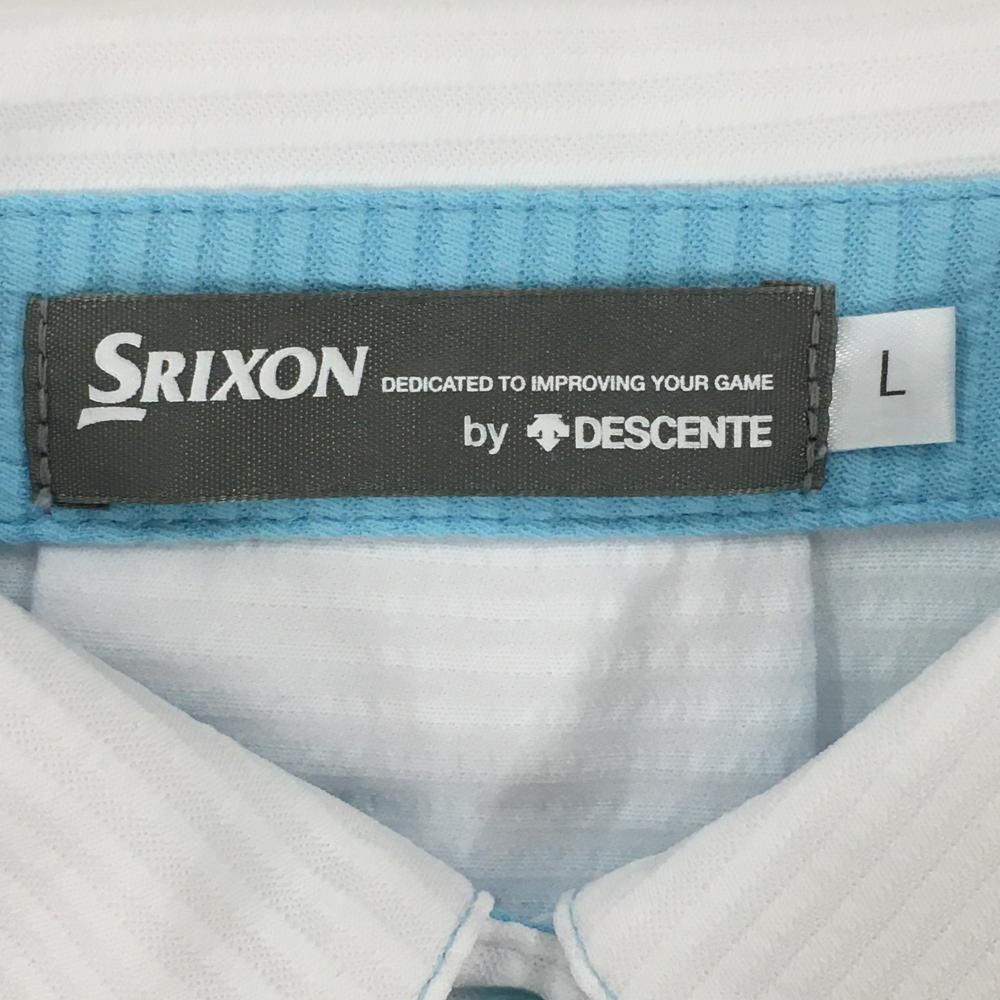 SRIXON DEDICATED TO IMPROVING YOUR GAME
by DESCENTE
L